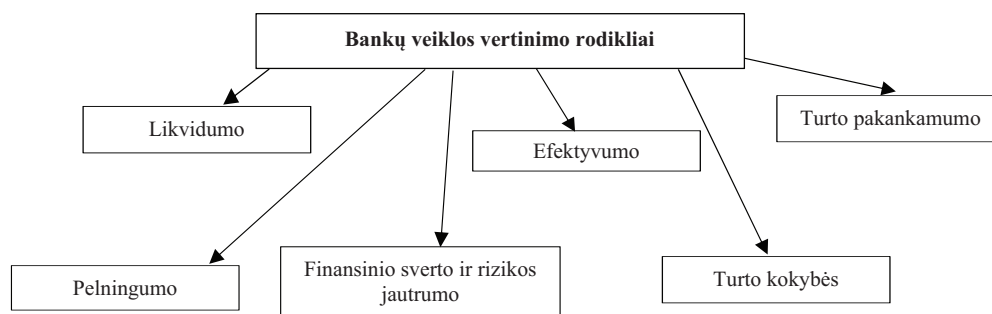 Bankų veiklos vertinimo rodikliai
Likvidumo
Turto pakankamumo
Efektyvumo
Pelningumo
Finansinio sverto ir rizikos
jautrumo
Turto kokybės